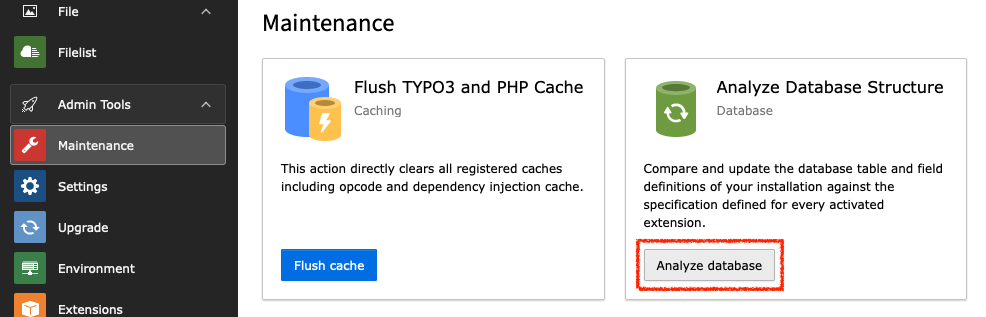 File
Filelist
Admin Tools
Maintenance
Settings
Upgrade
Environment
Extensions
Maintenance
Flush TYPO3 and PHP Cache
Caching
This action directly clears all registered caches
including opcode and dependency injection cache.
Flush cache
Analyze Database Structure
Database
Compare and update the database table and field
definitions of your installation against the
specification defined for every activated
extension.
Analyze database